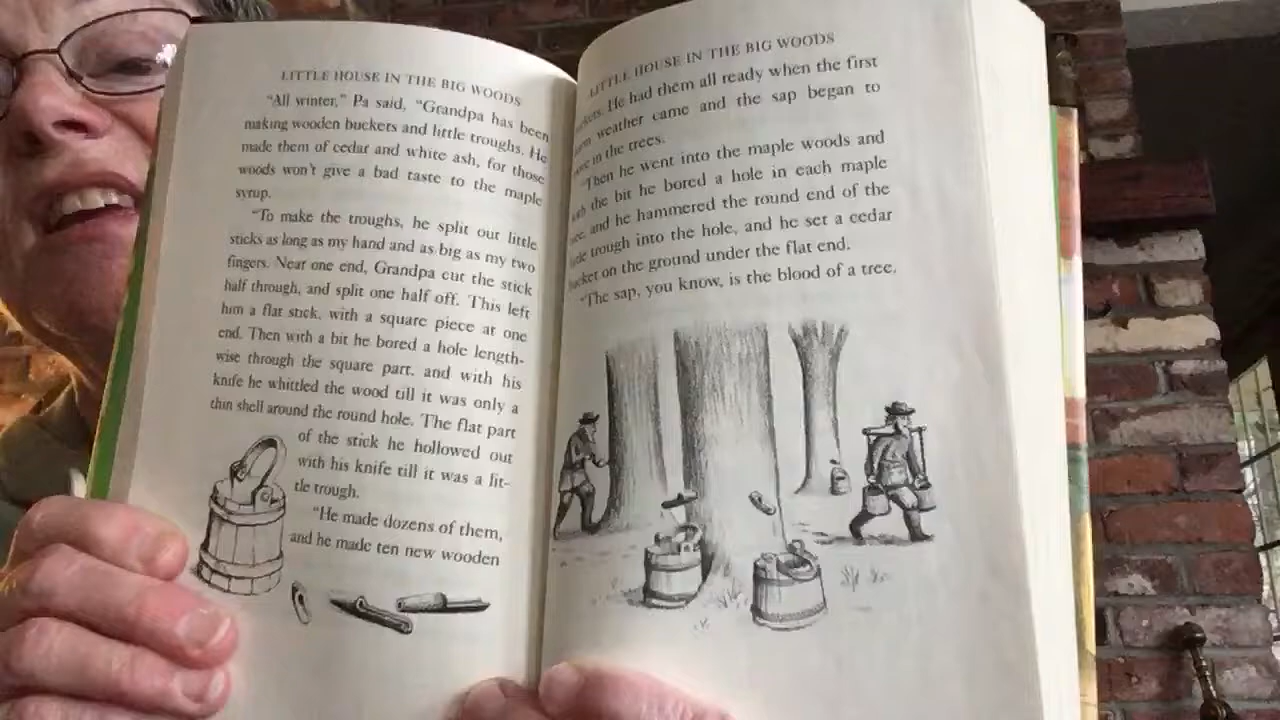 LITTLE HOUSE IN THE BIG WOODS
"All winter," Pa said, "Grandpa has been
making wooden buckets and little troughs. He
made them of cedar and white ash, for those
woods won't give a bad taste to the maple
syrup.
"To make the troughs, he split out little
sticks as long as my hand and as big as my two
fingers. Near one end, Grandpa cut the stick
half through, and split one half off. This left
him a flat stick, with a square piece at one
end. Then with a bit he bored a hole length-
wise through the square part, and with his
knife he whittled the wood till it was only a
thin shell around the round hole. The flat part
of the stick he hollowed out
with his knife till it was a lit-
tle trough.
"He made dozens of them,
and he made ten new wooden
LITTLE HOUSE IN THE BIG WOODS
He had them all ready when the first
weather came and the sap began to
in the trees.
"Then he went into the maple woods and
the bit he bored a hole in each maple
and he hammered the round end of the
trough into the hole, and he set a cedar
bucket on the ground under the flat end.
"The sap, you know, is the blood of a tree.